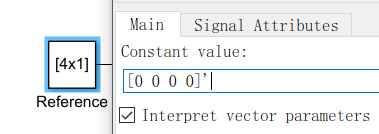 Main
Signal Attributes
Constant value:
[4x1]
[0 0 0 0]'
Reference
Interpret vector parameters